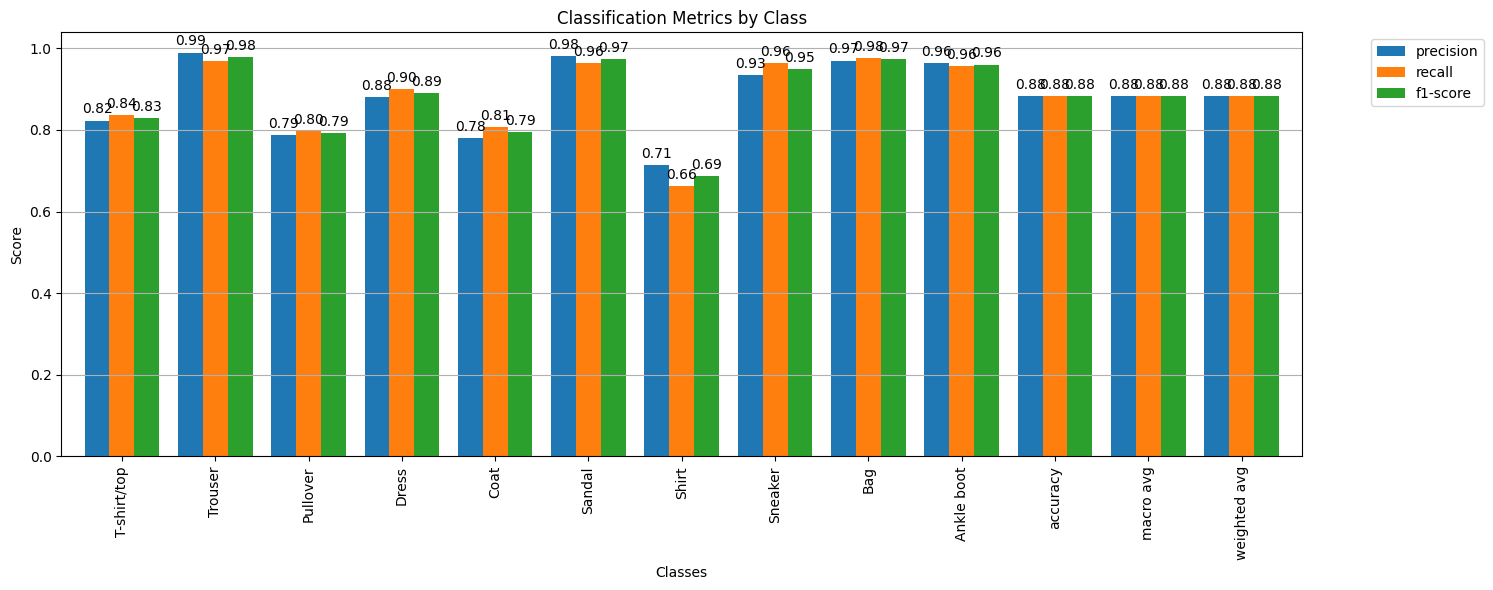 Classification Metrics by Class
precision
recall
f1-score
Score
1.0
0.8
0.6
0.4
0.2
0.0
0.82 0.84 0.83
0.99 0.97 0.98
0.79 0.80 0.79
0.88 0.90 0.89
0.78 0.81 0.79
0.98 0.96 0.97
0.71 0.66 0.69
0.93 0.96 0.95
0.97 0.98 0.97
0.96 0.96 0.96
0.88 0.88 0.88
0.88 0.88 0.88
0.88 0.88 0.88
T-shirt/top
Trouser
Pullover
Dress
Coat
Sandal
Shirt
Sneaker
Bag
Ankle boot
accuracy
macro avg
weighted avg
Classes